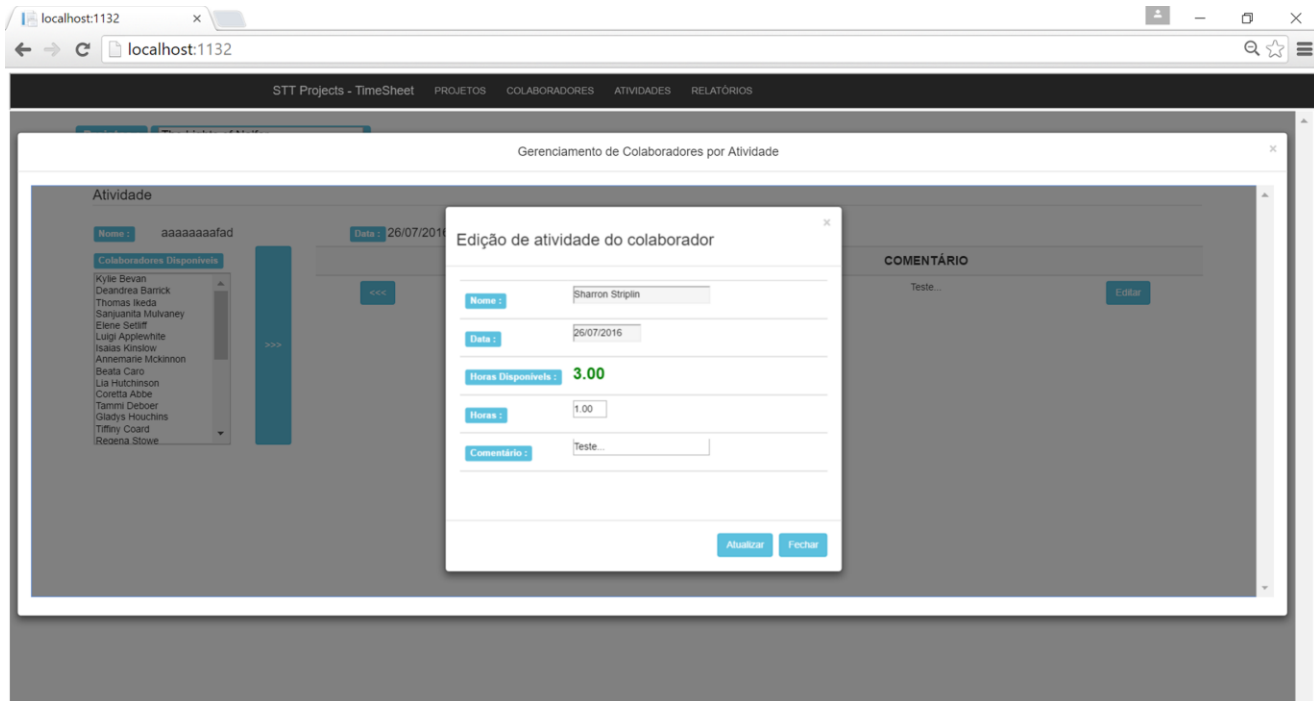 localhost:1132
localhost:1132
STT Projects - TimeSheet PROJETOS COLABORADORES ATIVIDADES RELATÓRIOS
Gerenciamento de Colaboradores por Atividade
Atividade
Nome : aaaaaaaafad Data : 26/07/2016
Colaboradores Disponíveis
Kylie Bevan
Deandrea Barrick
Thomas Ikeda
Sanjuanita Mulvaney
Elene Setliff
Luigi Applewhite
Isaias Kinslow
Annemarie Mckinnon
Beata Caro
Lia Hutchinson
Coretta Abbe
Tammi Deboer
Gladys Houchins
Tiffiny Coard
Regena Stowe
>>>
<<<
COMENTÁRIO
Teste... Editar
Edição de atividade do colaborador
Nome : Sharron Striplin
Data : 26/07/2016
Horas Disponíveis : 3.00
Horas : 1.00
Comentário : Teste...
Atualizar Fechar